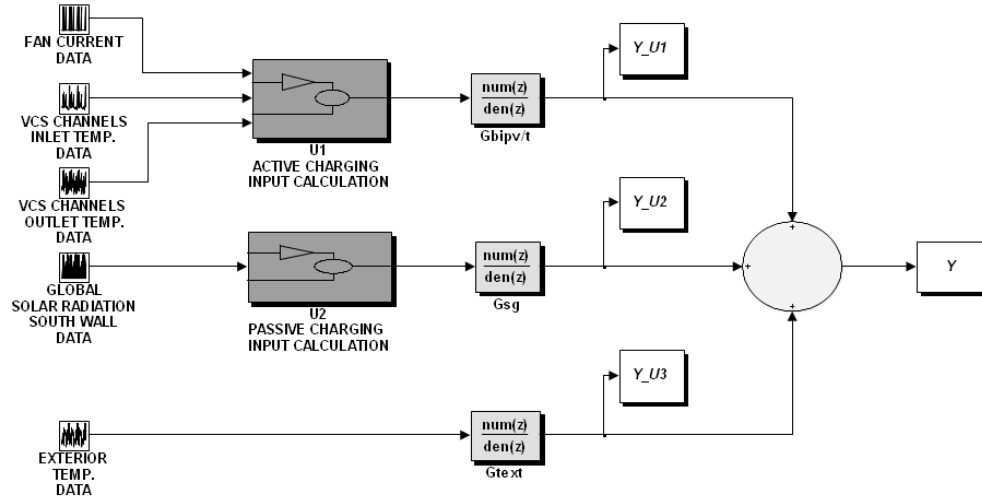 FAN CURRENT
DATA
VCS CHANNELS
INLET TEMP.
DATA
VCS CHANNELS
OUTLET TEMP.
DATA
GLOBAL
SOLAR RADIATION
SOUTH WALL
DATA
EXTERIOR
TEMP.
DATA
U1
ACTIVE CHARGING
INPUT CALCULATION
U2
PASSIVE CHARGING
INPUT CALCULATION
num(z)
den(z)
Gbipv/t
num(z)
den(z)
Gsg
num(z)
den(z)
Gtext
Y_U1
Y_U2
Y_U3
+
+
+
Y